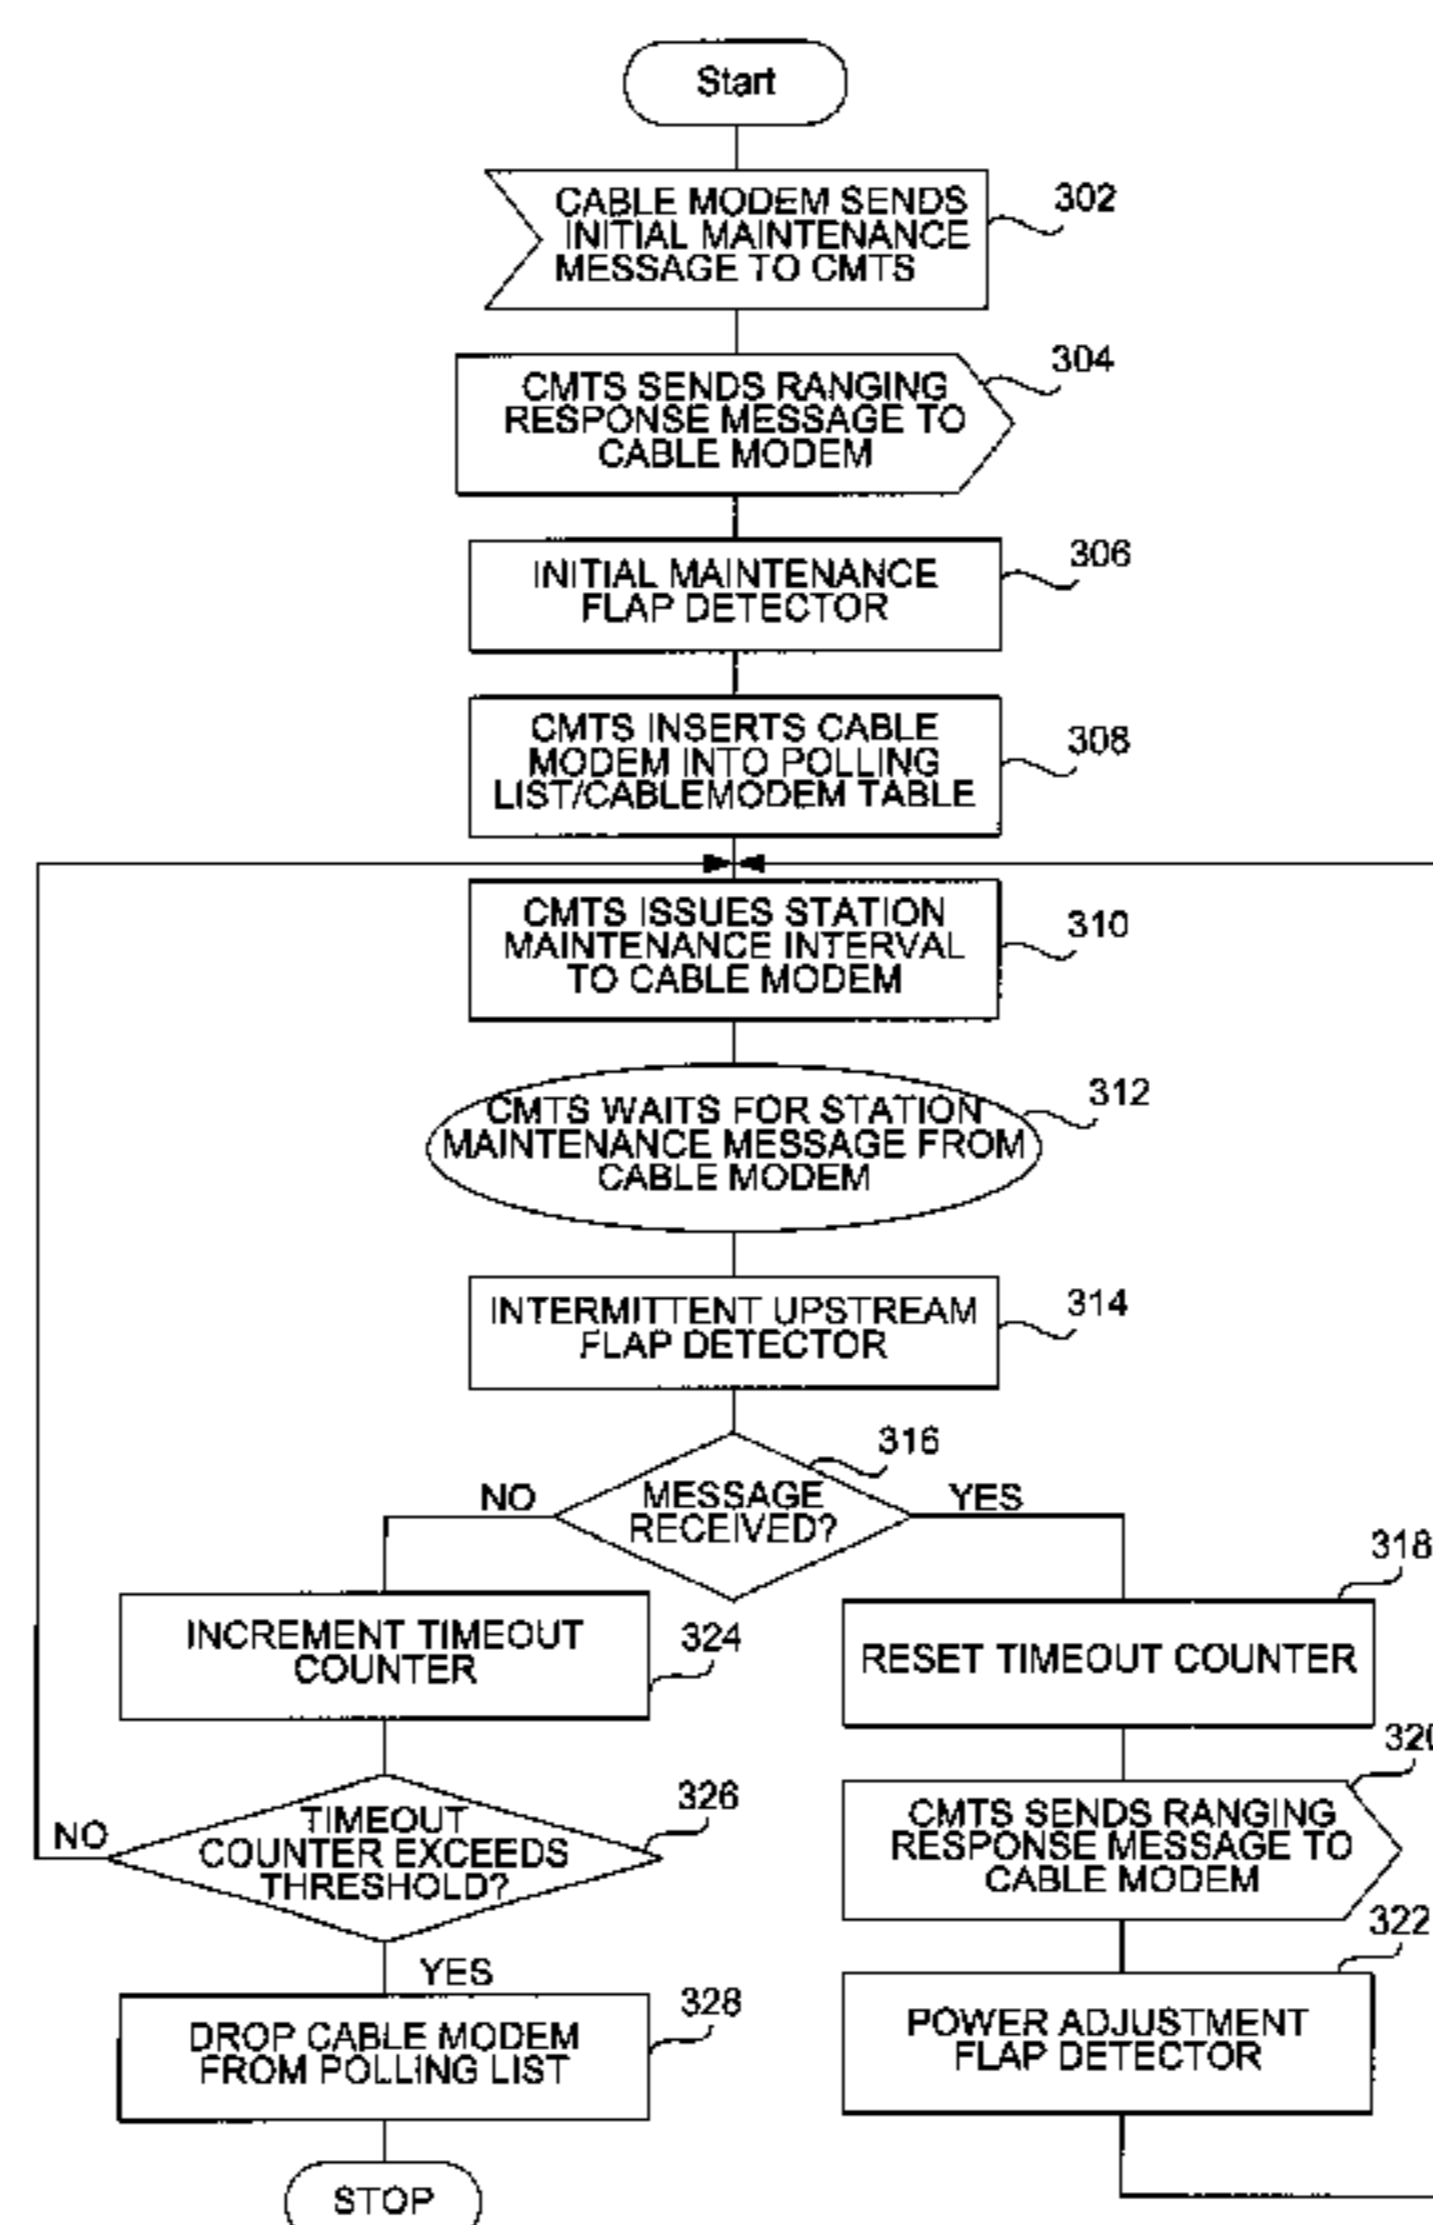 Start
CABLE MODEM SENDS
INITIAL MAINTENANCE
MESSAGE TO CMTS
302
CMTS SENDS RANGING
RESPONSE MESSAGE TO
CABLE MODEM
304
INITIAL MAINTENANCE
FLAP DETECTOR
306
CMTS INSERTS CABLE
MODEM INTO POLLING
LIST/CABLEMODEM TABLE
308
CMTS ISSUES STATION
MAINTENANCE INTERVAL
TO CABLE MODEM
310
CMTS WAITS FOR STATION
MAINTENANCE MESSAGE FROM
CABLE MODEM
312
INTERMITTENT UPSTREAM
FLAP DETECTOR
314
MESSAGE
RECEIVED?
316
NO
YES
INCREMENT TIMEOUT
COUNTER
324
RESET TIMEOUT COUNTER
318
TIMEOUT
COUNTER EXCEEDS
THRESHOLD?
326
NO
YES
CMTS SENDS RANGING
RESPONSE MESSAGE TO
CABLE MODEM
320
DROP CABLE MODEM
FROM POLLING LIST
328
POWER ADJUSTMENT
FLAP DETECTOR
322
STOP